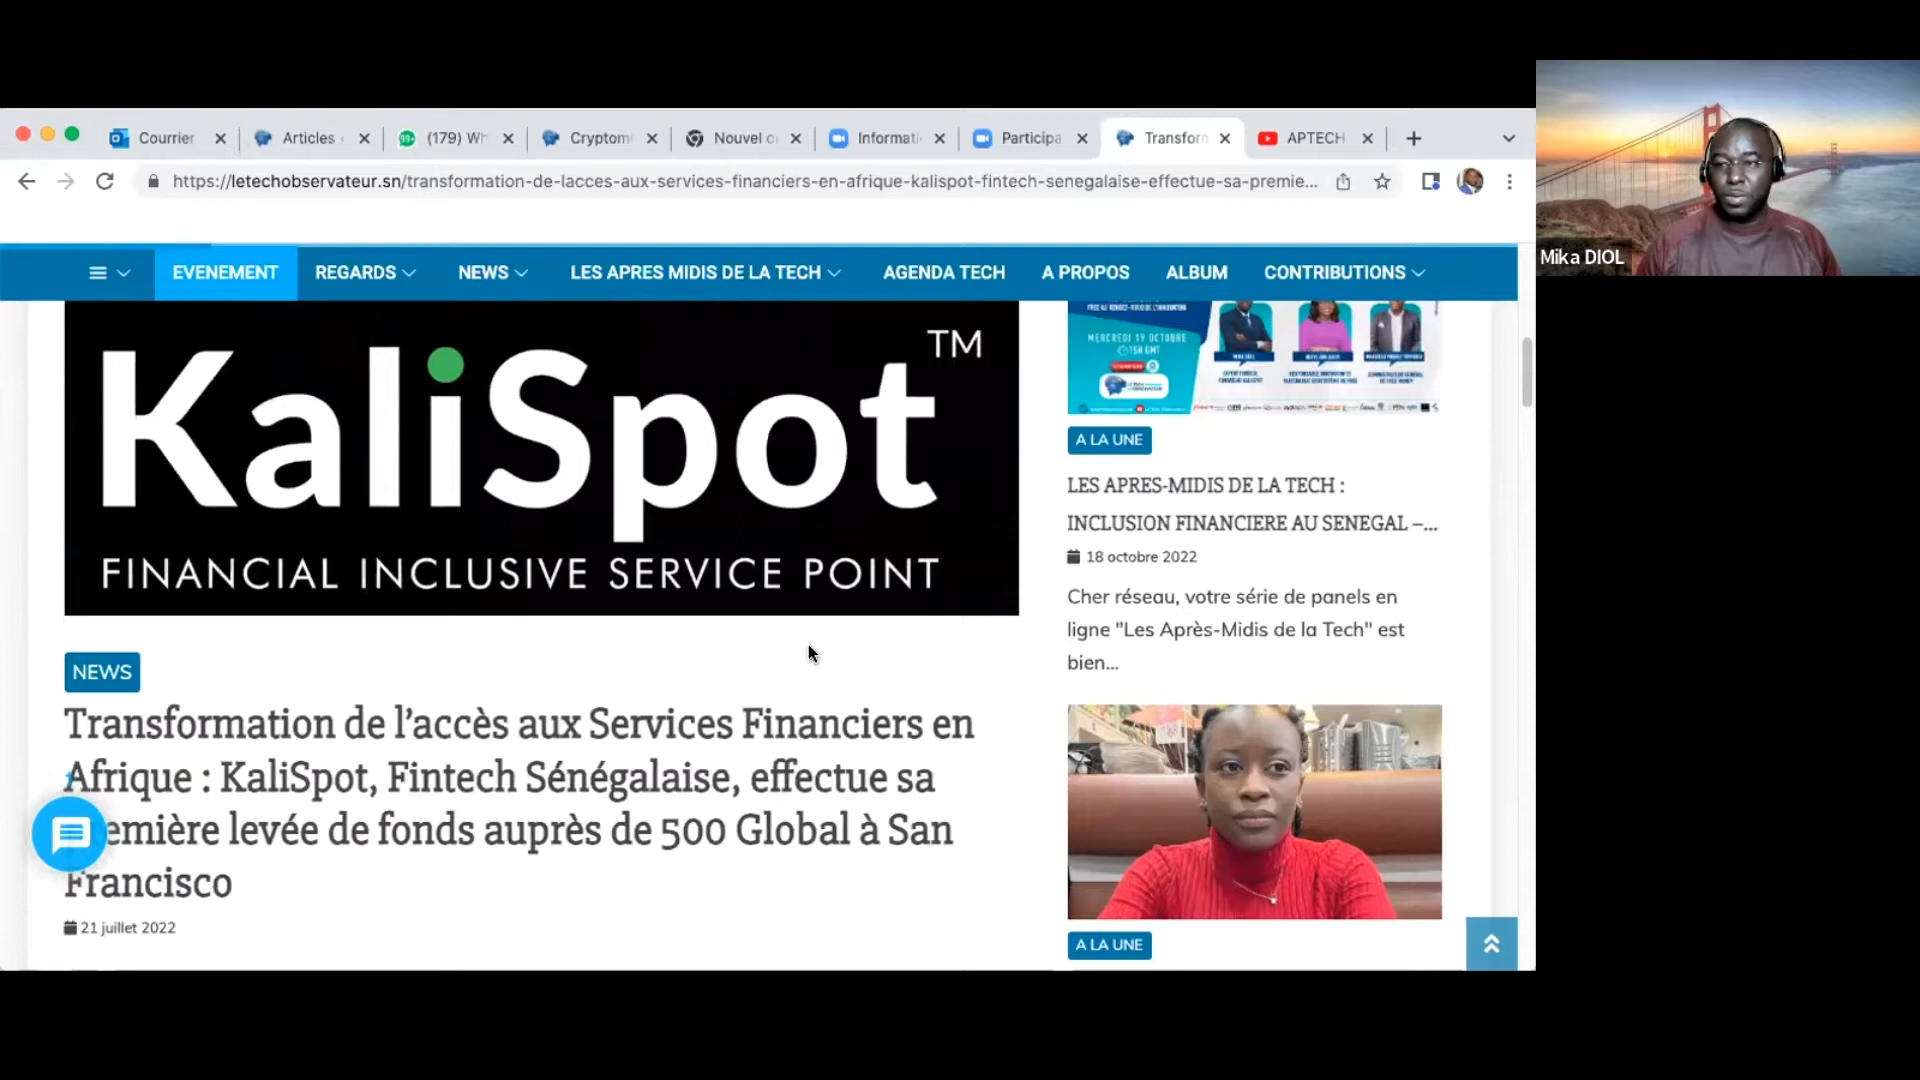 Courrier
Articles
(179) Wh
Cryptom
Nouvel o
Informati
Participa
Transform
APTECH
https://letechobservateur.sn/transformation-de-lacces-aux-services-financiers-en-afrique-kalispot-fintech-senegalaise-effectue-sa-premie...
EVENEMENT
REGARDS
NEWS
LES APRES MIDIS DE LA TECH
AGENDA TECH
A PROPOS
ALBUM
CONTRIBUTIONS
KaliSpot™
FINANCIAL INCLUSIVE SERVICE POINT
NEWS
Transformation de l'accès aux Services Financiers en
Afrique : KaliSpot, Fintech Sénégalaise, effectue sa
emière levée de fonds auprès de 500 Global à San
Francisco
21 juillet 2022
MERCREDI 19 OCTOBRE
15H GMT
A LA UNE
LES APRES-MIDIS DE LA TECH :
INCLUSION FINANCIERE AU SENEGAL –...
18 octobre 2022
Cher réseau, votre série de panels en
ligne "Les Après-Midis de la Tech" est
bien...
A LA UNE
Mika DIOL